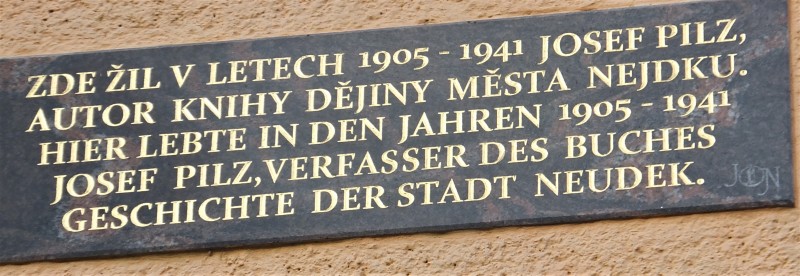 ZDE ŽIL V LETECH 1905 - 1941 JOSEF PILZ,
AUTOR KNIHY DĚJINY MĚSTA NEJDKU.
HIER LEBTE IN DEN JAHREN 1905 - 1941
JOSEF PILZ, VERFASSER DES BUCHES
GESCHICHTE DER STADT NEUDEK.